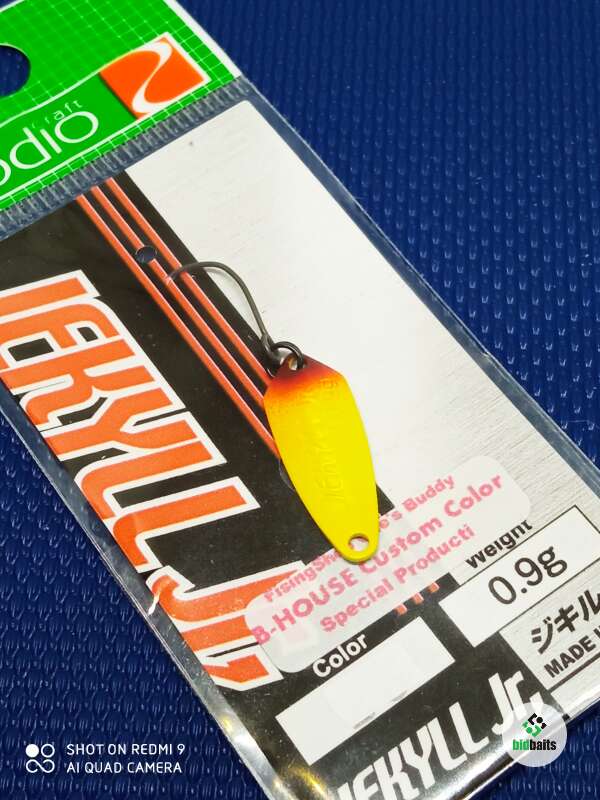 Craft
odio
JEKYLL Jr.
FishingShop
e's Buddy
B-HOUSE Custom Color
Special Producti
Color
Weight
0.9g
ジキル
MADE
JEKYLL Jr.
bidbaits
SHOT ON REDMI 9
AI QUAD CAMERA